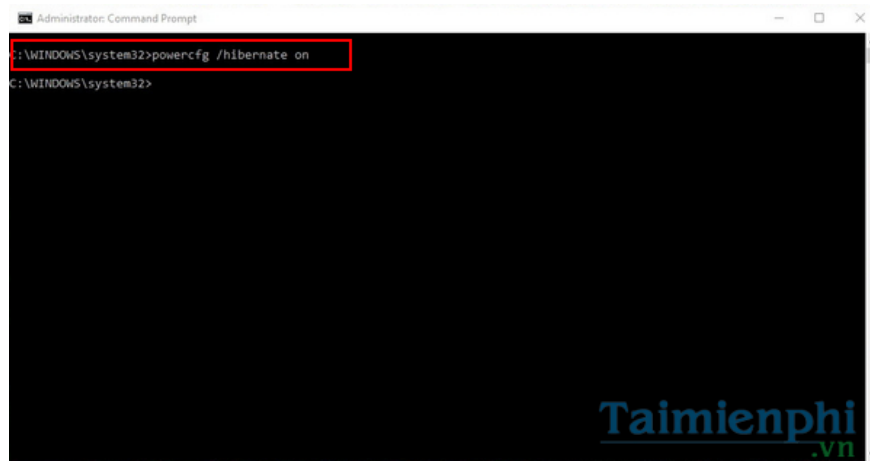 Administrator: Command Prompt
C:\WINDOWS\system32>powercfg /hibernate on
C:\WINDOWS\system32>
Taimienphi
.vn